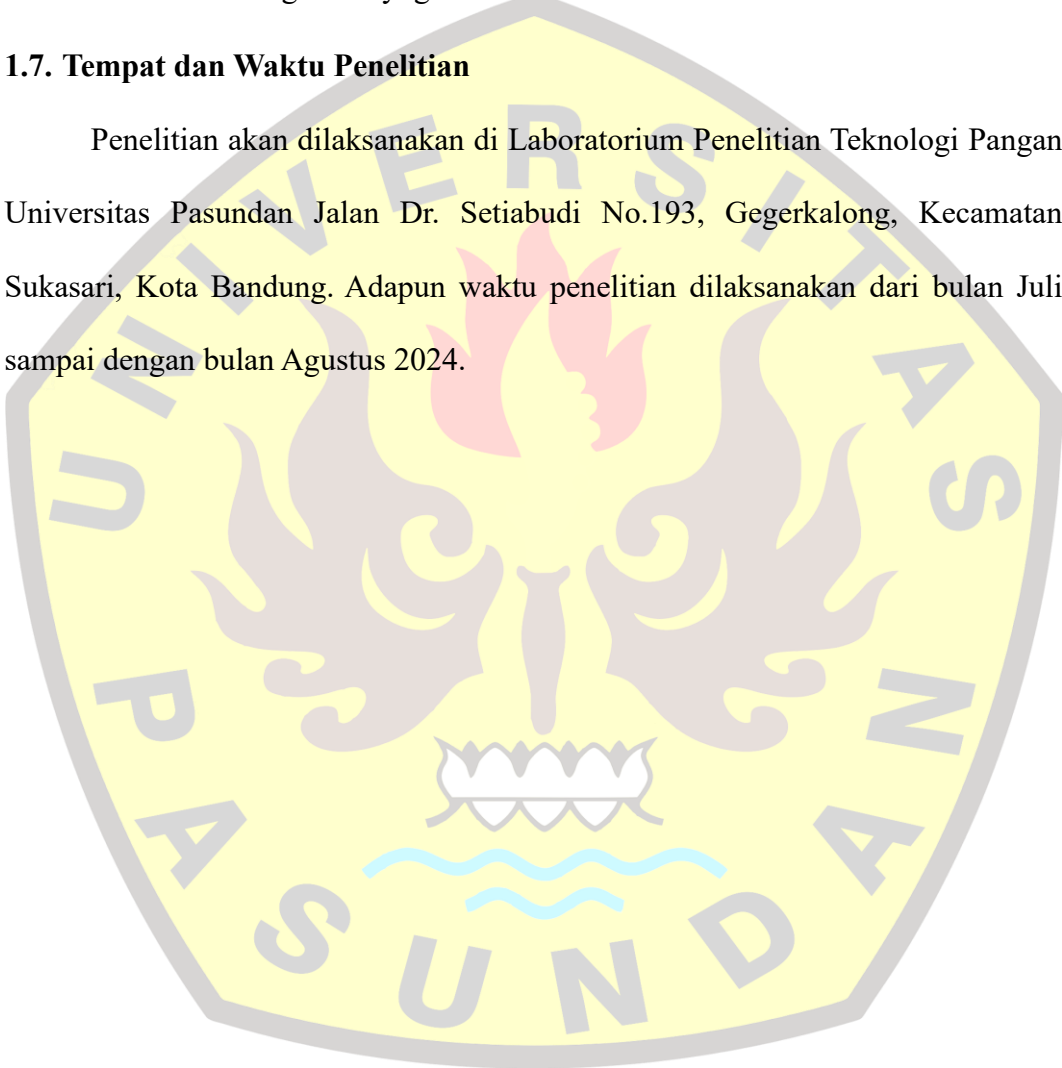 1.7. Tempat dan Waktu Penelitian
Penelitian akan dilaksanakan di Laboratorium Penelitian Teknologi Pangan
Universitas Pasundan Jalan Dr. Setiabudi No.193, Gegerkalong, Kecamatan
Sukasari, Kota Bandung. Adapun waktu penelitian dilaksanakan dari bulan Juli
sampai dengan bulan Agustus 2024.
UNIVERSITAS
PASUNDAN